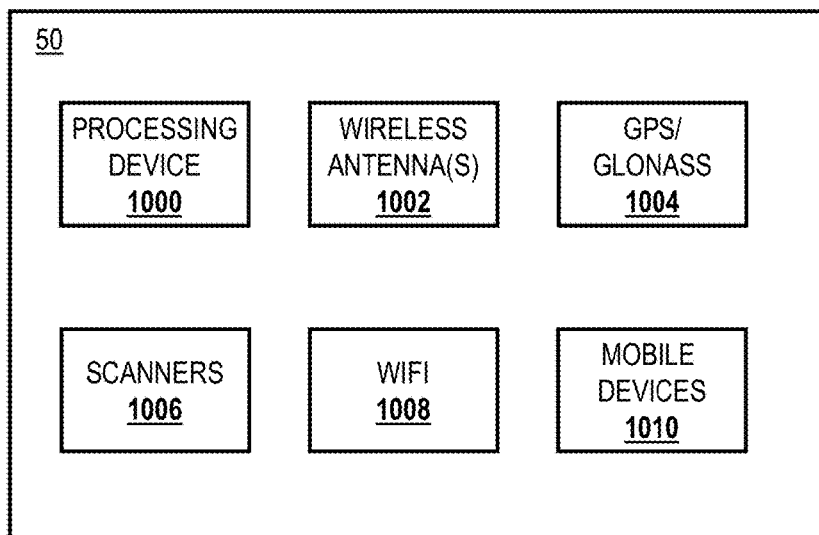 50
PROCESSING
DEVICE
1000
WIRELESS
ANTENNA(S)
1002
GPS/
GLONASS
1004
SCANNERS
1006
WIFI
1008
MOBILE
DEVICES
1010